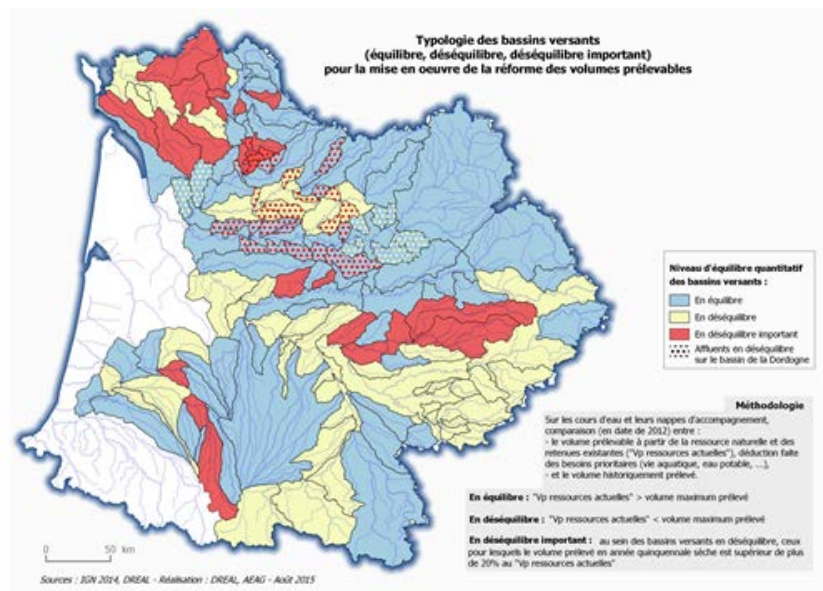 Typologie des bassins versants
(équilibre, déséquilibre, déséquilibre important)
pour la mise en oeuvre de la réforme des volumes prélevables
Niveau d'équilibre quantitatif
des bassins versants :
En équilibre
En déséquilibre
En déséquilibre important
Affluents en déséquilibre
sur le bassin de la Dordogne
Méthodologie
Sur les cours d'eau et leurs nappes d'accompagnement,
comparaison (en date de 2012) entre :
- le volume prélevable à partir de la ressource naturelle et des
retenues existantes ("Vp ressources actuelles"), déduction faite
des besoins prioritaires (vie aquatique, eau potable, ...),
- et le volume historiquement prélevé.
En équilibre : "Vp ressources actuelles" > volume maximum prélevé
En déséquilibre : "Vp ressources actuelles" < volume maximum prélevé
En déséquilibre important : au sein des bassins versants en déséquilibre, ceux
pour lesquels le volume prélevé en année quinquennale sèche est supérieur de plus
de 20% au "Vp ressources actuelles"
0 50 km
Sources : IGN 2014, DREAL - Réalisation : DREAL, AEAG - Août 2015